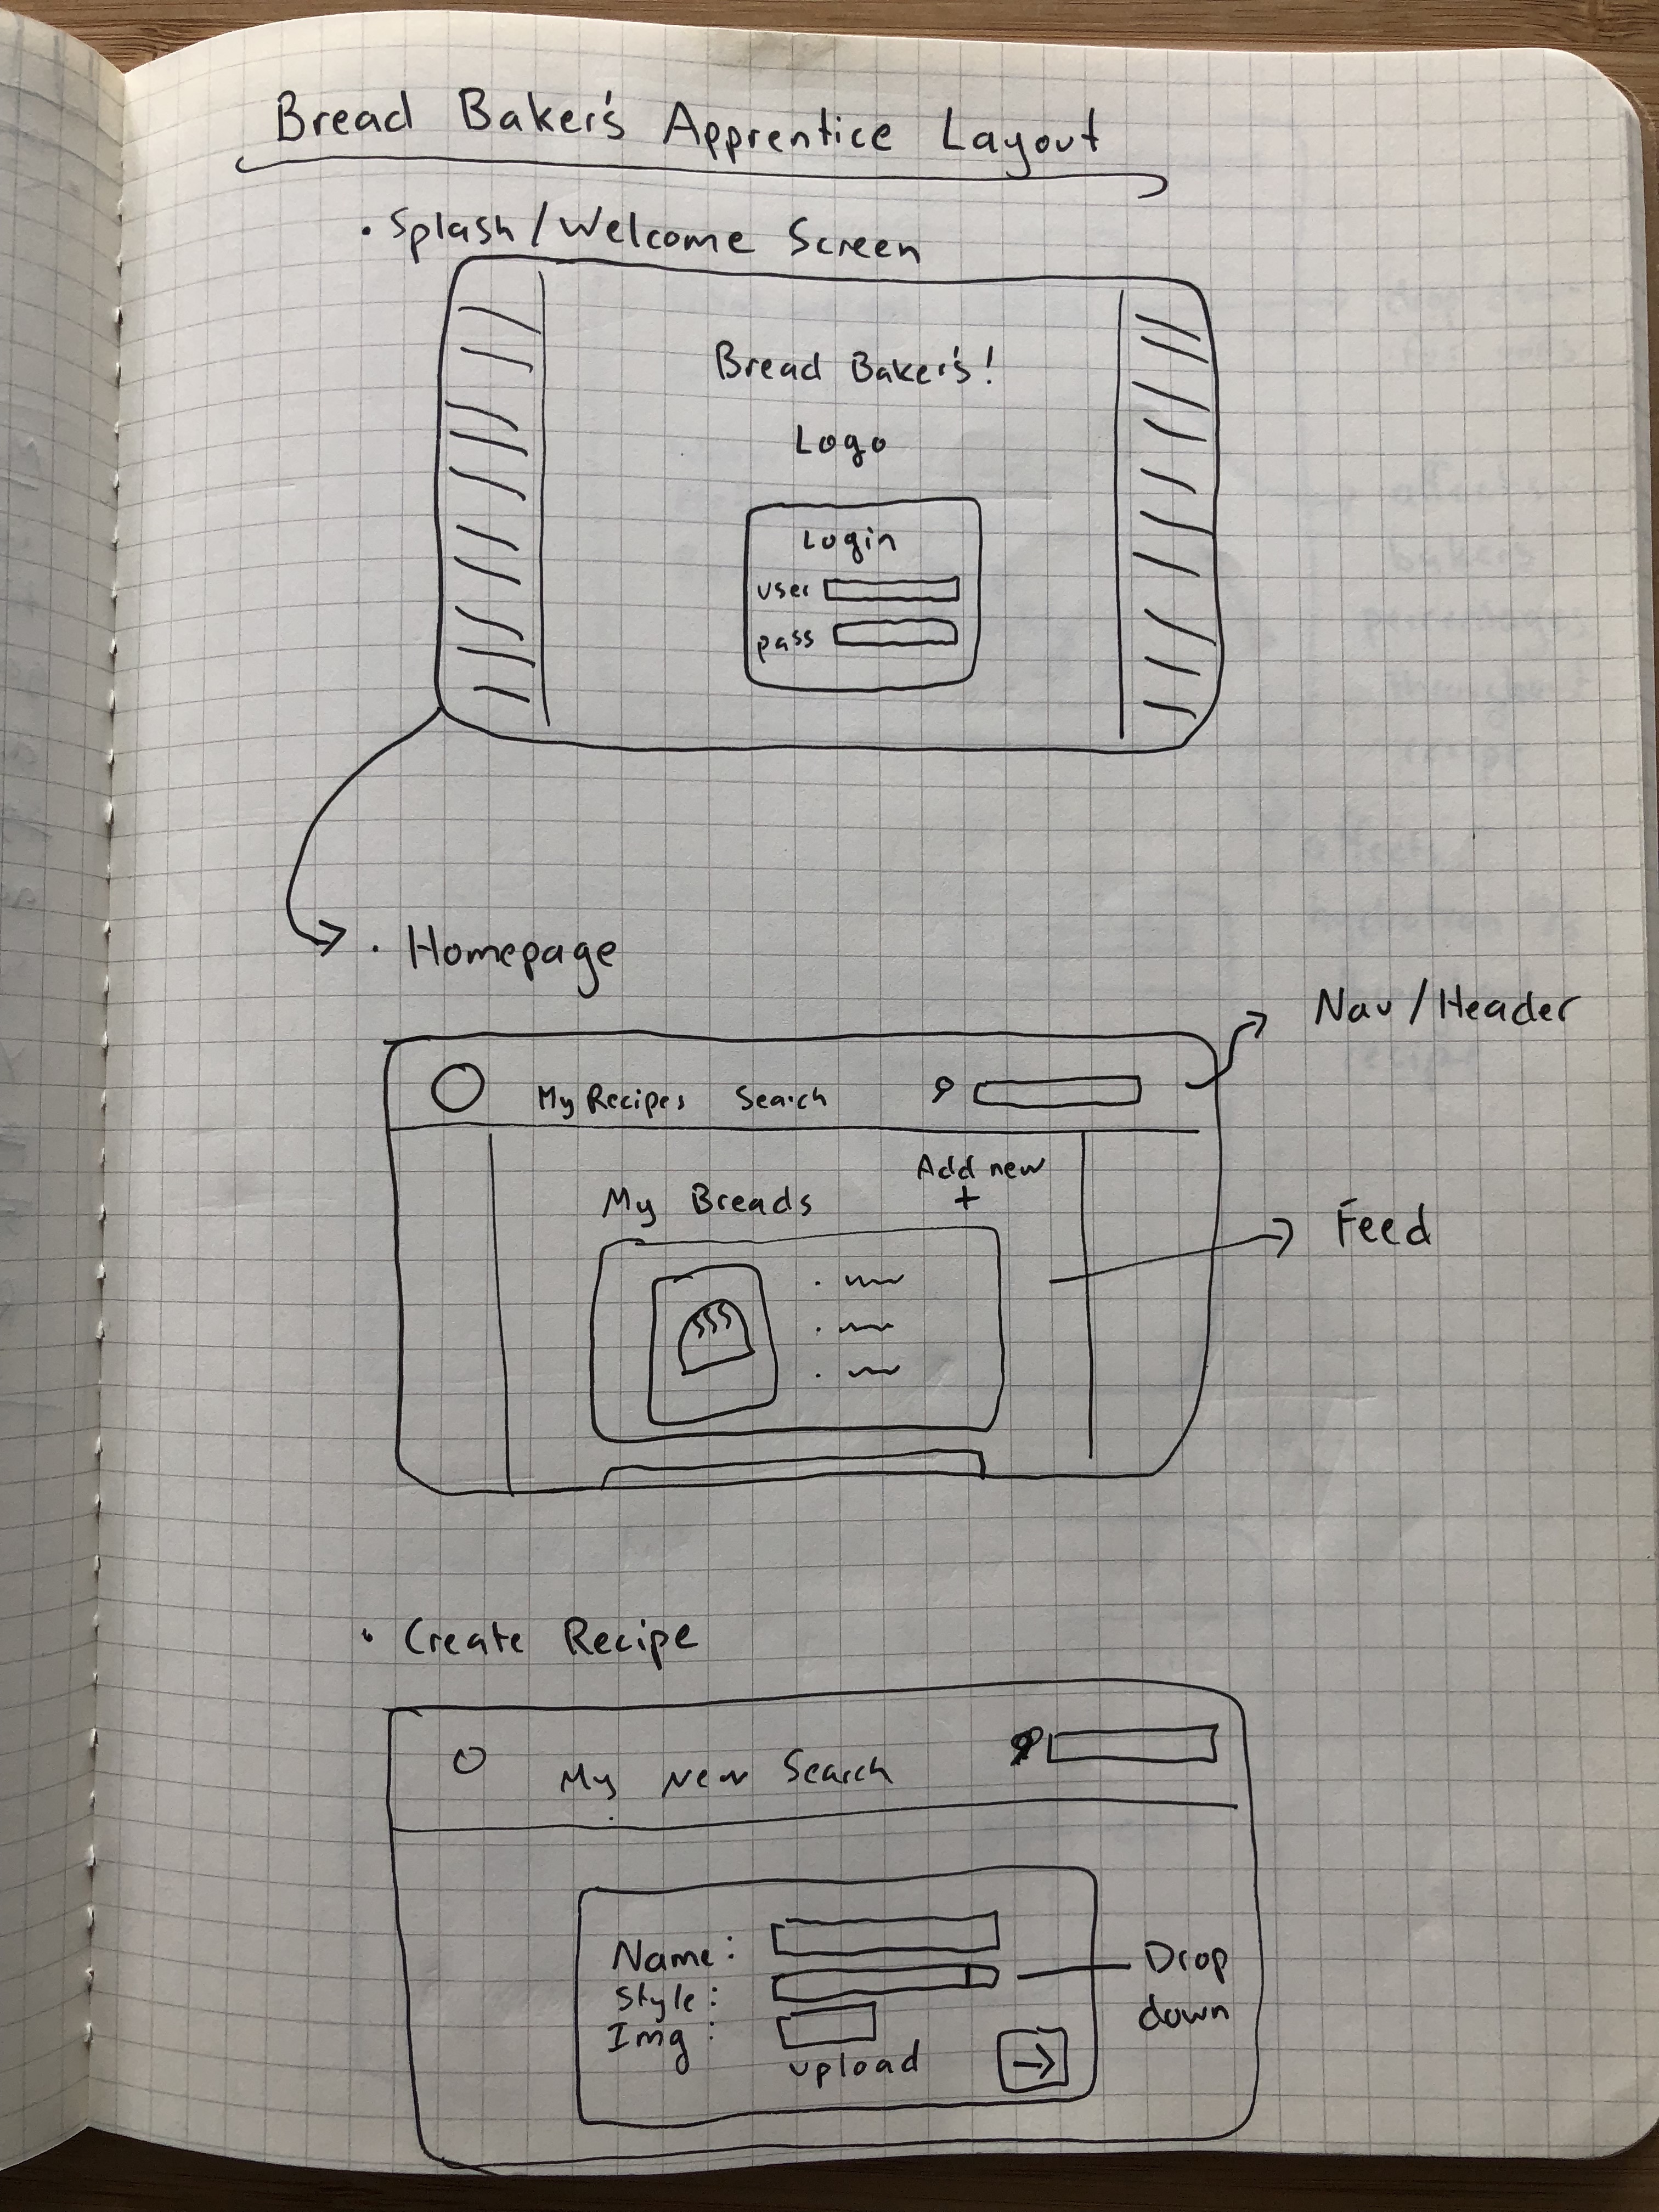 Bread Baker's Apprentice Layout
· Splash/Welcome Screen
Bread Baker's!
Logo
Login
user
pass
· Homepage
Nav/Header
My Recipes Search
Add new
+
My Breads
Feed
· Create Recipe
My New Search
Name:
Style:
Img:
upload
Drop
down